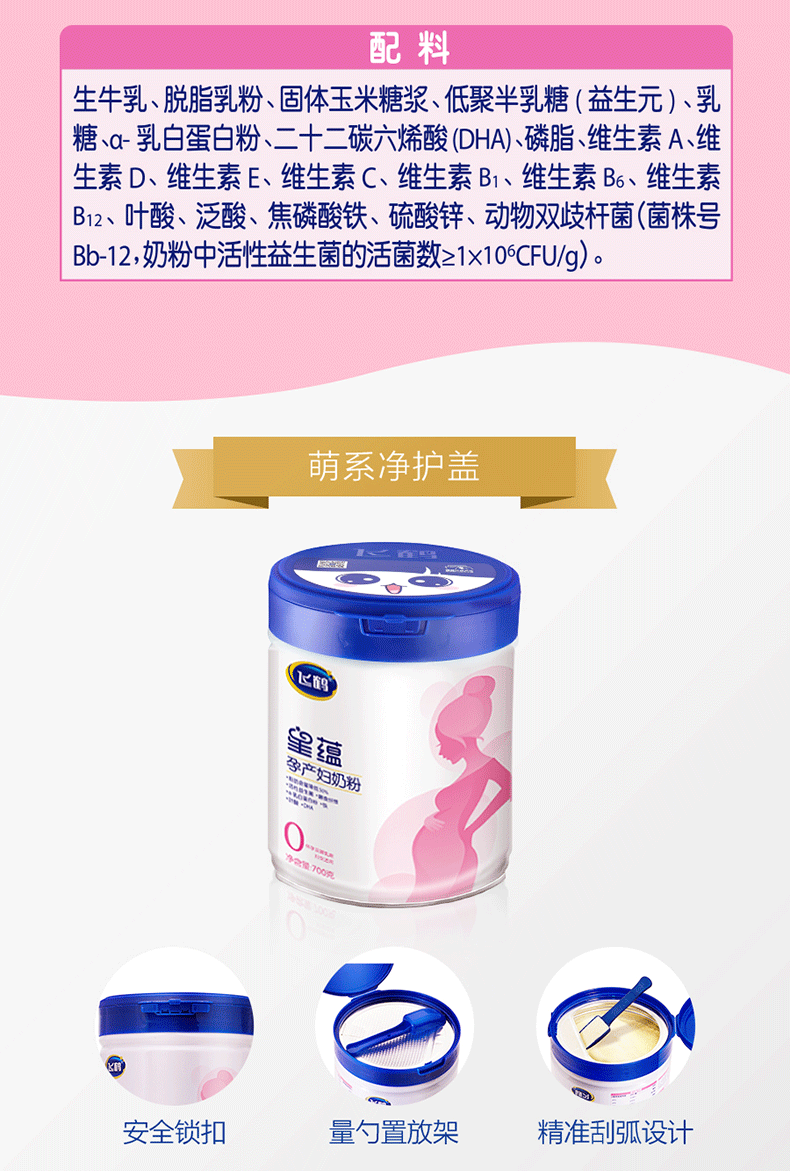 配料
生牛乳、脱脂乳粉、固体玉米糖浆、低聚半乳糖(益生元)、乳
糖、α-乳白蛋白粉、二十二碳六烯酸(DHA)、磷脂、维生素A、维
生素D、维生素E、维生素C、维生素B₁、维生素B₆、维生素
B₁₂、叶酸、泛酸、焦磷酸铁、硫酸锌、动物双歧杆菌(菌株号
Bb-12,奶粉中活性益生菌的活菌数≥1×10⁶CFU/g)。
萌系净护盖
飞鹤
飞鹤
星蕴
孕产妇奶粉
0
净含量:700克
飞鹤
安全锁扣
量勺置放架
精准刮弧设计